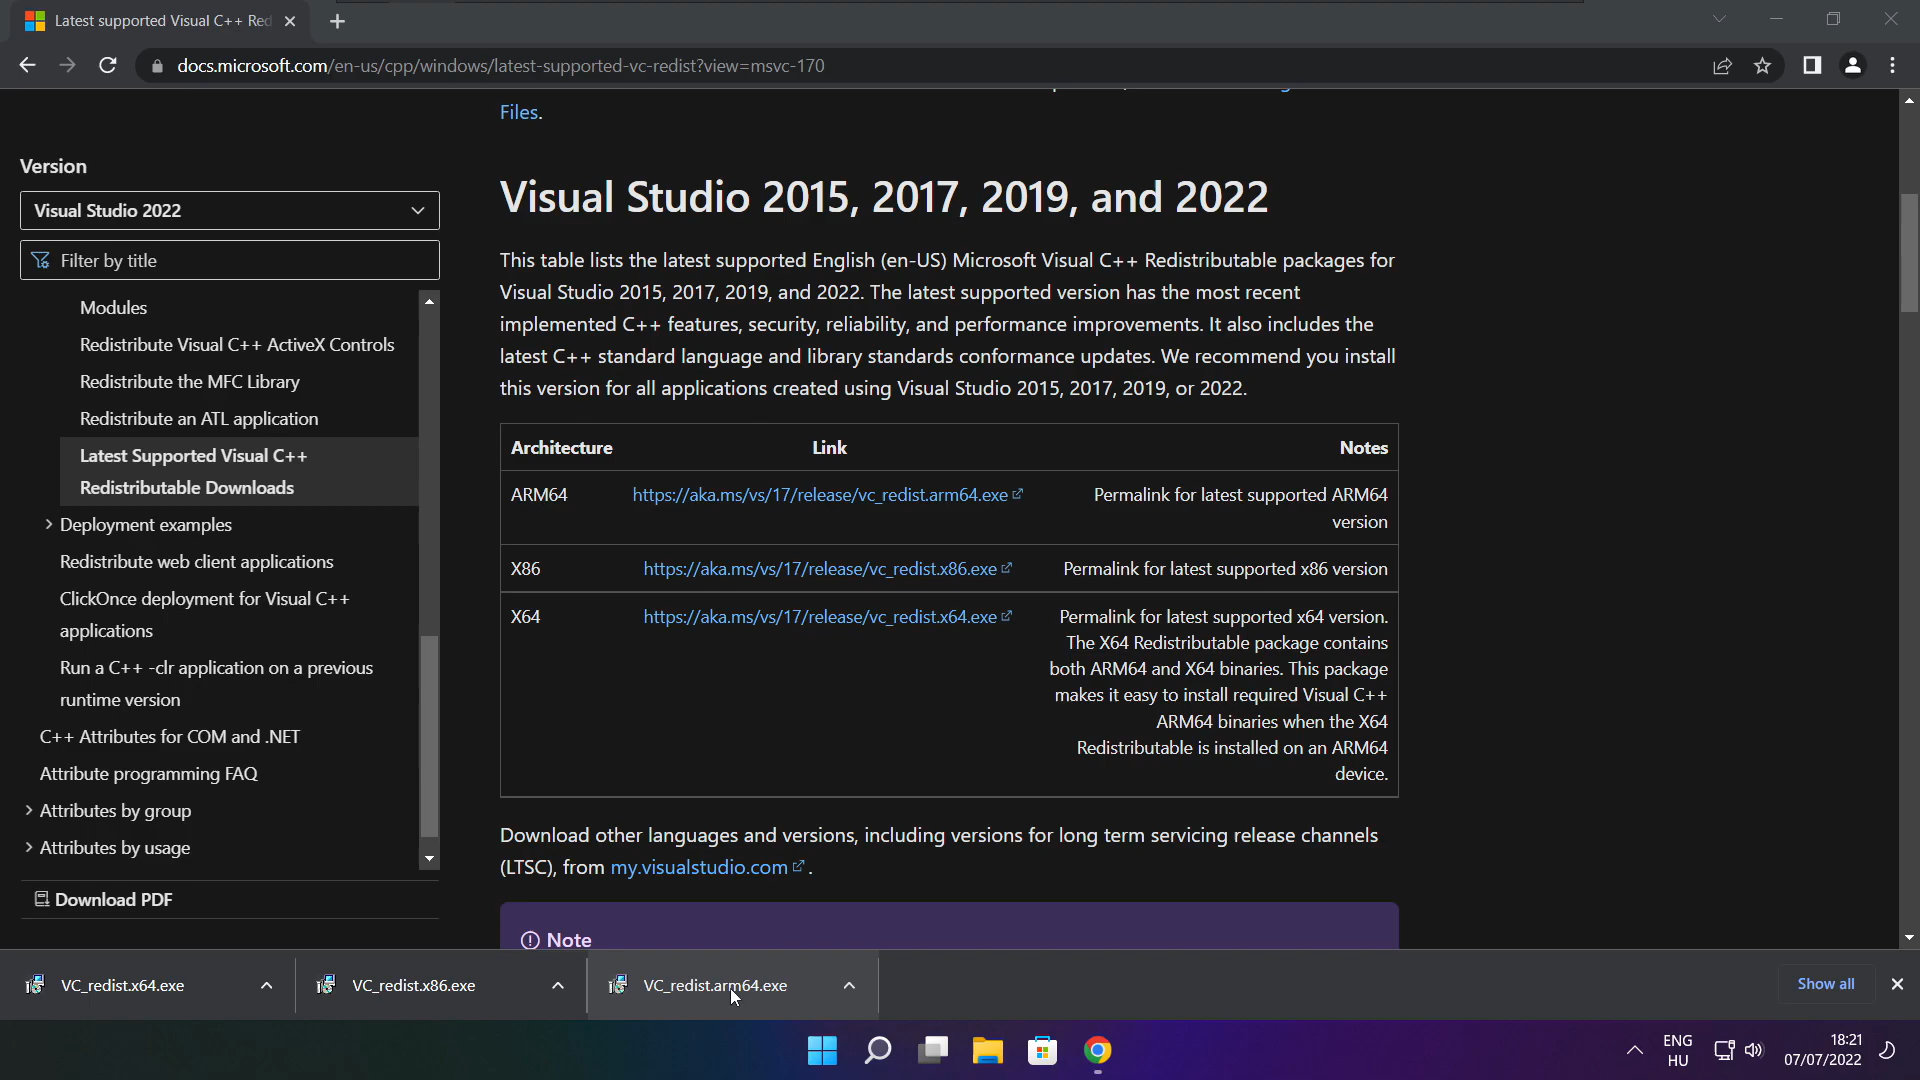 Latest supported Visual C++ Red
docs.microsoft.com/en-us/cpp/windows/latest-supported-vc-redist?view=msvc-170
Version
Visual Studio 2022
Filter by title
Modules
Redistribute Visual C++ ActiveX Controls
Redistribute the MFC Library
Redistribute an ATL application
Latest Supported Visual C++
Redistributable Downloads
Deployment examples
Redistribute web client applications
ClickOnce deployment for Visual C++
applications
Run a C++ -clr application on a previous
runtime version
C++ Attributes for COM and .NET
Attribute programming FAQ
Attributes by group
Attributes by usage
Download PDF
Files.
Visual Studio 2015, 2017, 2019, and 2022
This table lists the latest supported English (en-US) Microsoft Visual C++ Redistributable packages for
Visual Studio 2015, 2017, 2019, and 2022. The latest supported version has the most recent
implemented C++ features, security, reliability, and performance improvements. It also includes the
latest C++ standard language and library standards conformance updates. We recommend you install
this version for all applications created using Visual Studio 2015, 2017, 2019, or 2022.
Architecture Link Notes
ARM64 https://aka.ms/vs/17/release/vc_redist.arm64.exe Permalink for latest supported ARM64
version
X86 https://aka.ms/vs/17/release/vc_redist.x86.exe Permalink for latest supported x86 version
X64 https://aka.ms/vs/17/release/vc_redist.x64.exe Permalink for latest supported x64 version.
The X64 Redistributable package contains
both ARM64 and X64 binaries. This package
makes it easy to install required Visual C++
ARM64 binaries when the X64
Redistributable is installed on an ARM64
device.
Download other languages and versions, including versions for long term servicing release channels
(LTSC), from my.visualstudio.com.
Note
VC_redist.x64.exe
VC_redist.x86.exe
VC_redist.arm64.exe
Show all
ENG
HU
18:21
07/07/2022